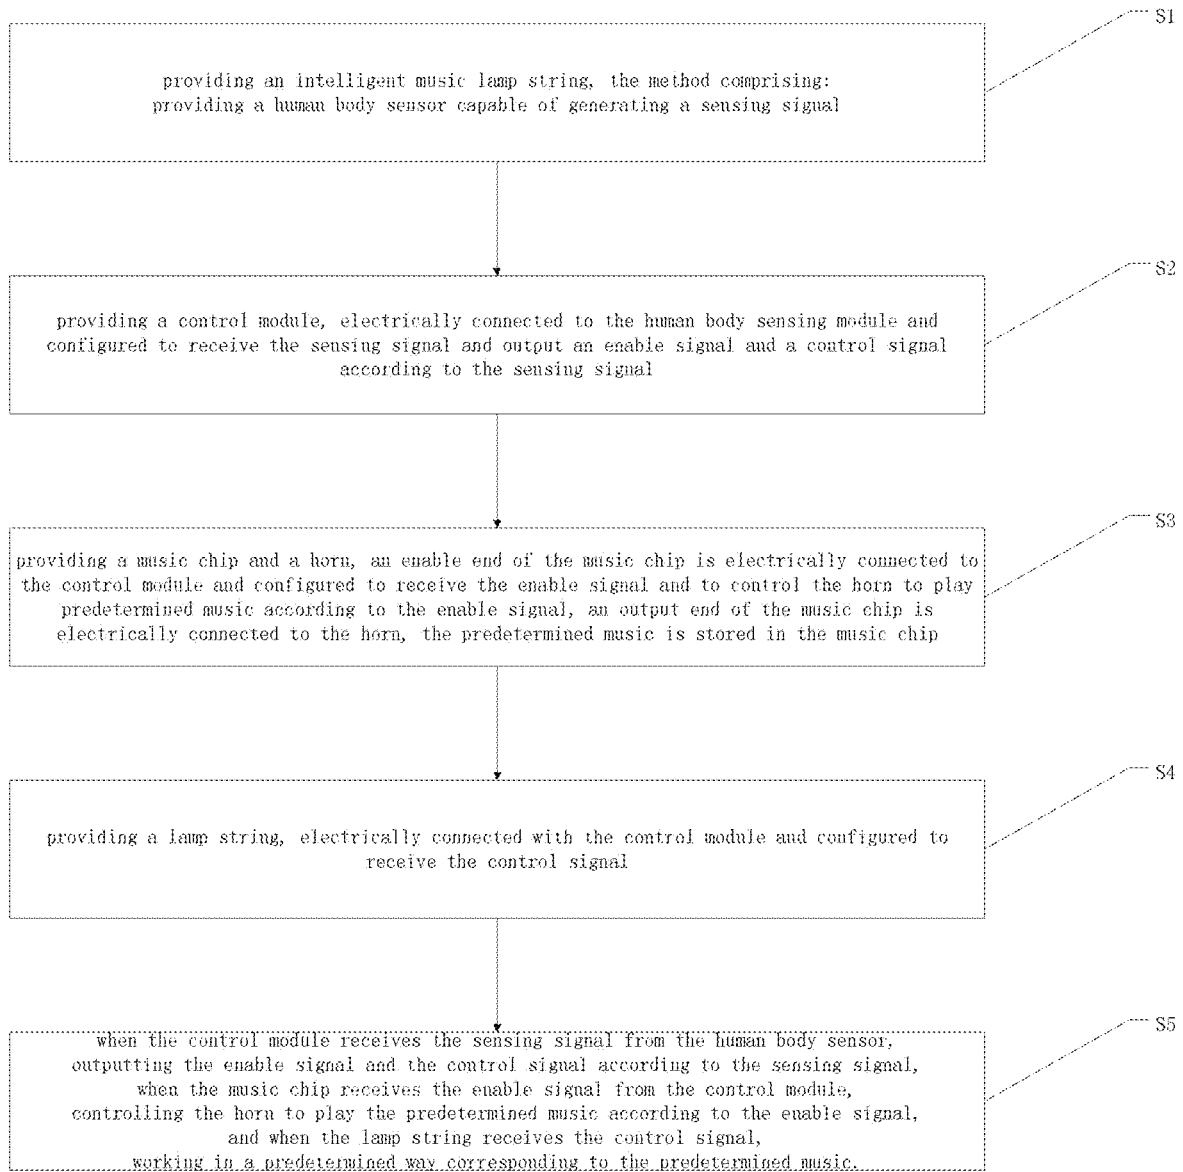 S1
providing an intelligent music lamp string, the method comprising:
providing a human body sensor capable of generating a sensing signal
S2
providing a control module, electrically connected to the human body sensing module and
configured to receive the sensing signal and output an enable signal and a control signal
according to the sensing signal
S3
providing a music chip and a horn, an enable end of the music chip is electrically connected to
the control module and configured to receive the enable signal and to control the horn to play
predetermined music according to the enable signal, an output end of the music chip is
electrically connected to the horn, the predetermined music is stored in the music chip
S4
providing a lamp string, electrically connected with the control module and configured to
receive the control signal
S5
when the control module receives the sensing signal from the human body sensor,
outputting the enable signal and the control signal according to the sensing signal,
when the music chip receives the enable signal from the control module,
controlling the horn to play the predetermined music according to the enable signal,
and when the lamp string receives the control signal,
working in a predetermined way corresponding to the predetermined music.